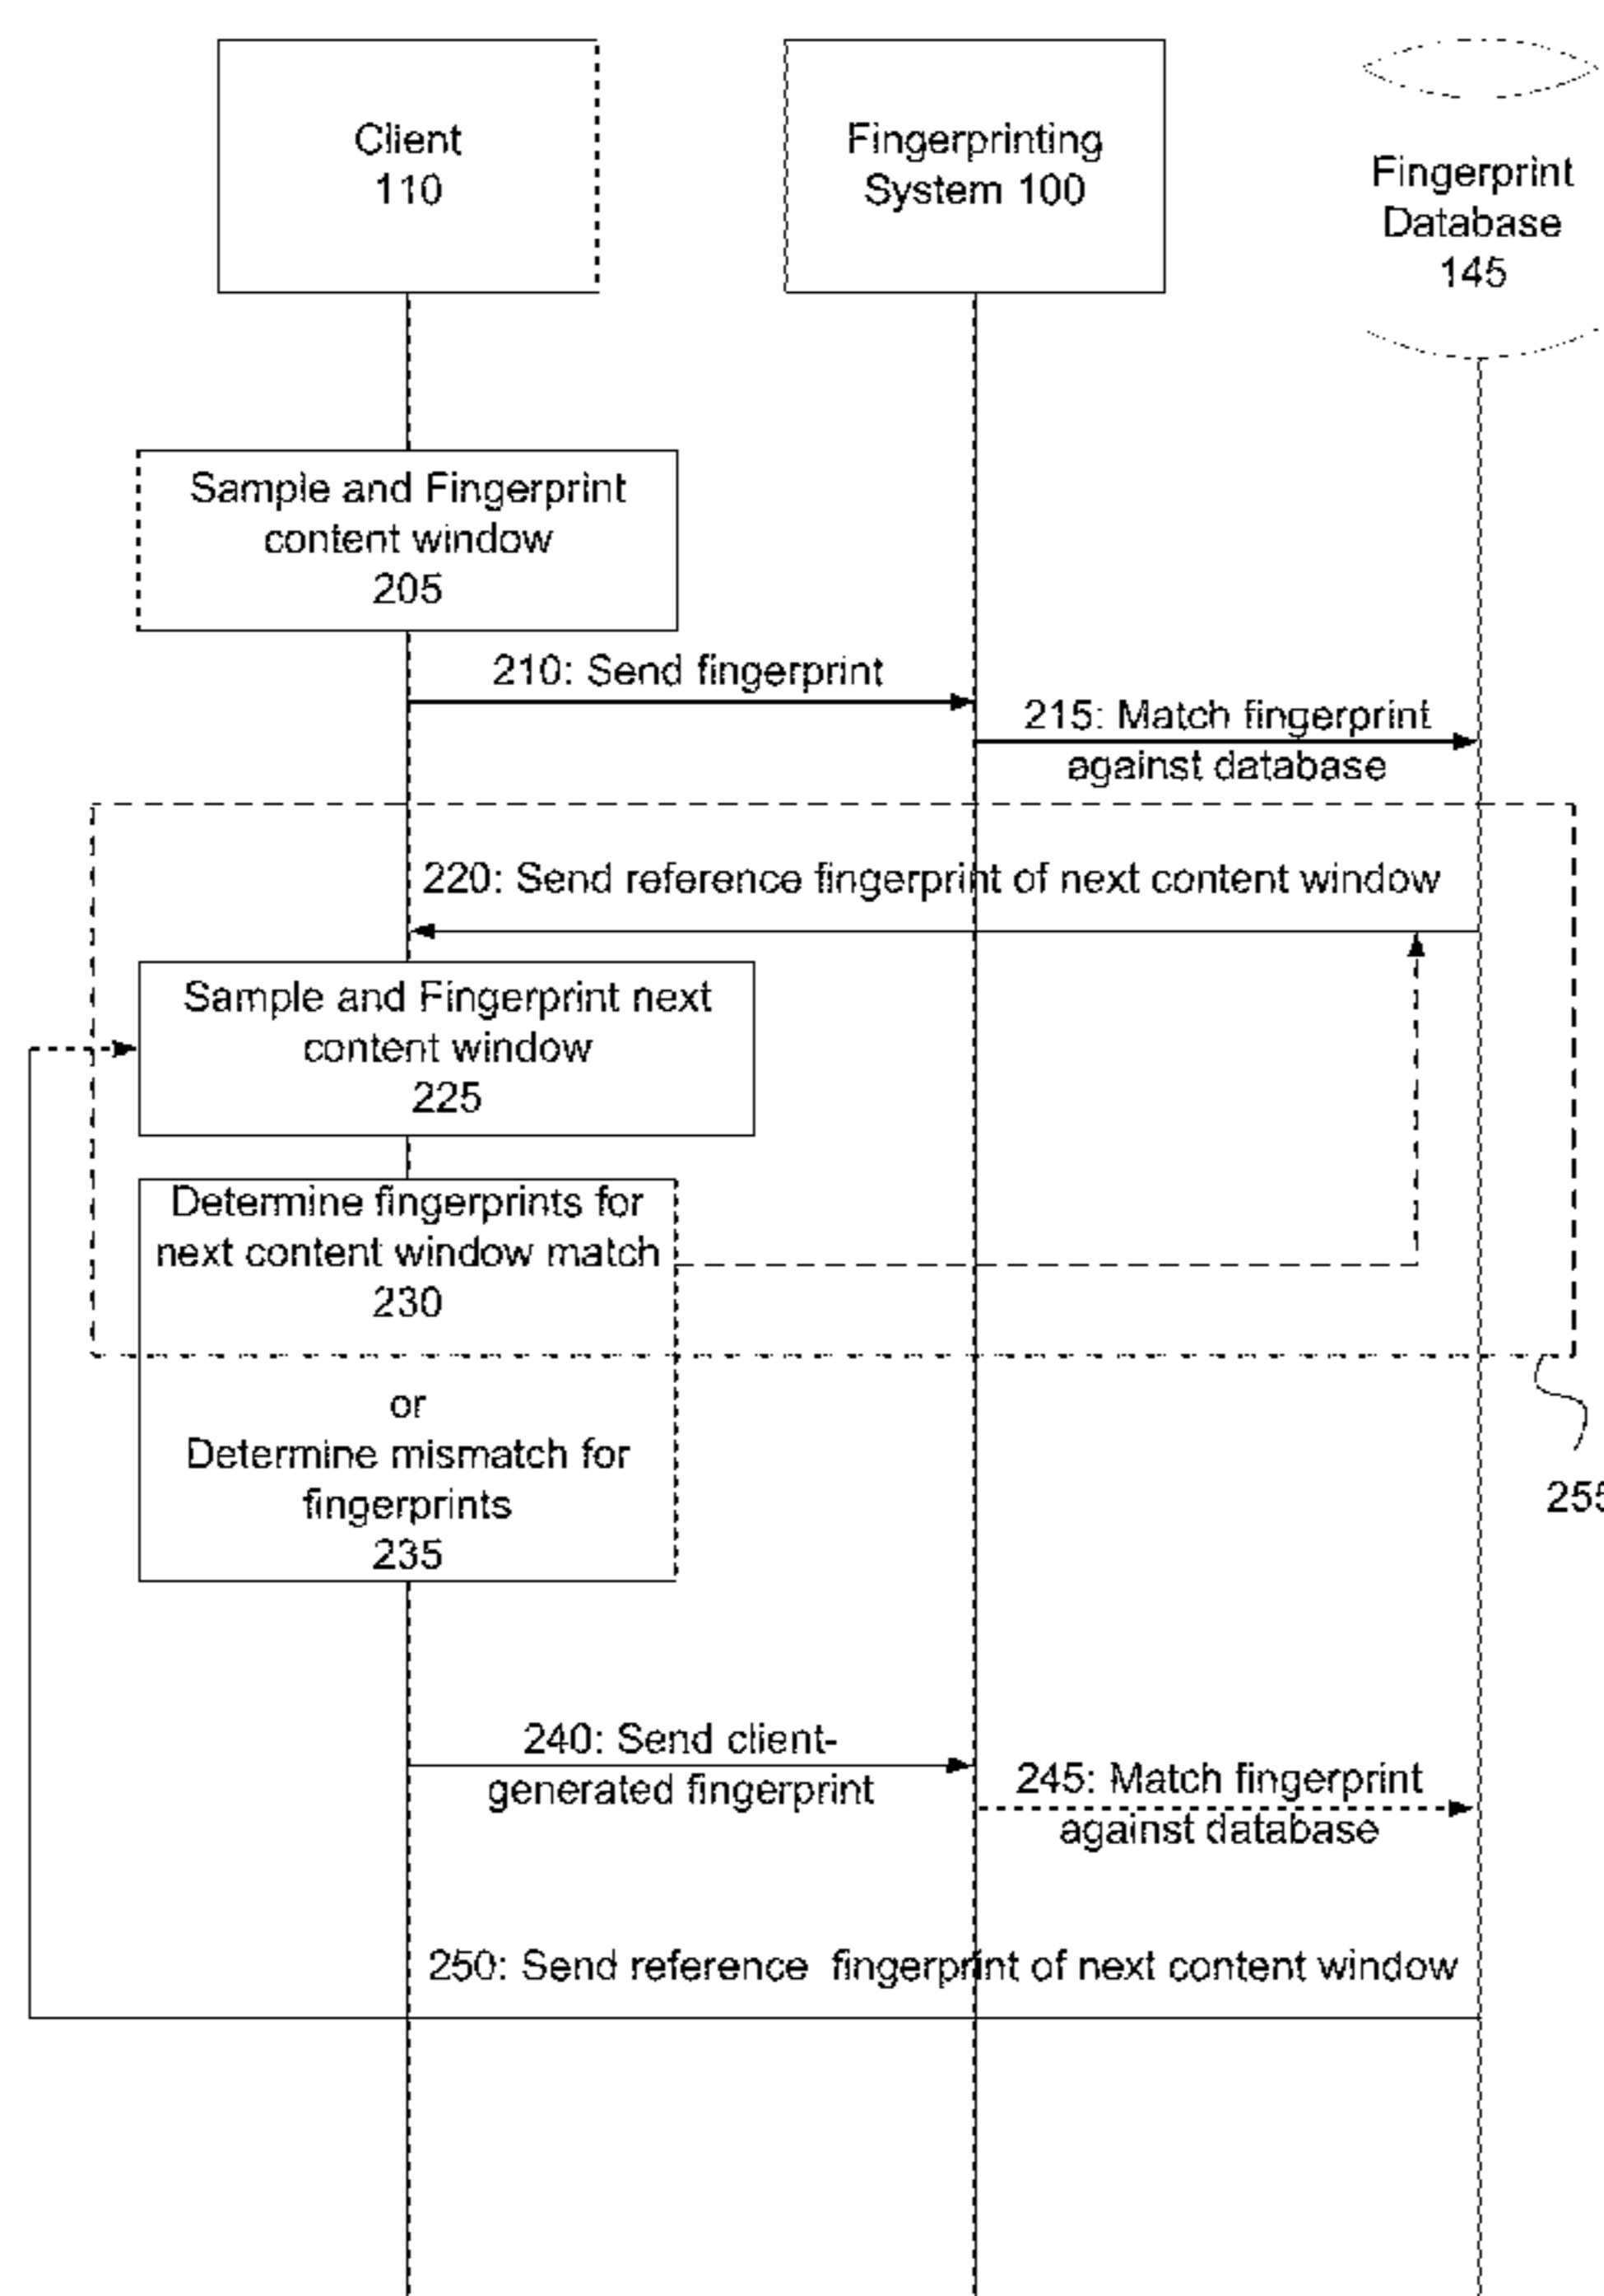 Client
110
Fingerprinting
System 100
Fingerprint
Database
145
Sample and Fingerprint
content window
205
210: Send fingerprint
215: Match fingerprint
against database
220: Send reference fingerprint of next content window
Sample and Fingerprint next
content window
225
Determine fingerprints for
next content window match
230
or
Determine mismatch for
fingerprints
235
255
240: Send client-
generated fingerprint
245: Match fingerprint
against database
250: Send reference fingerprint of next content window